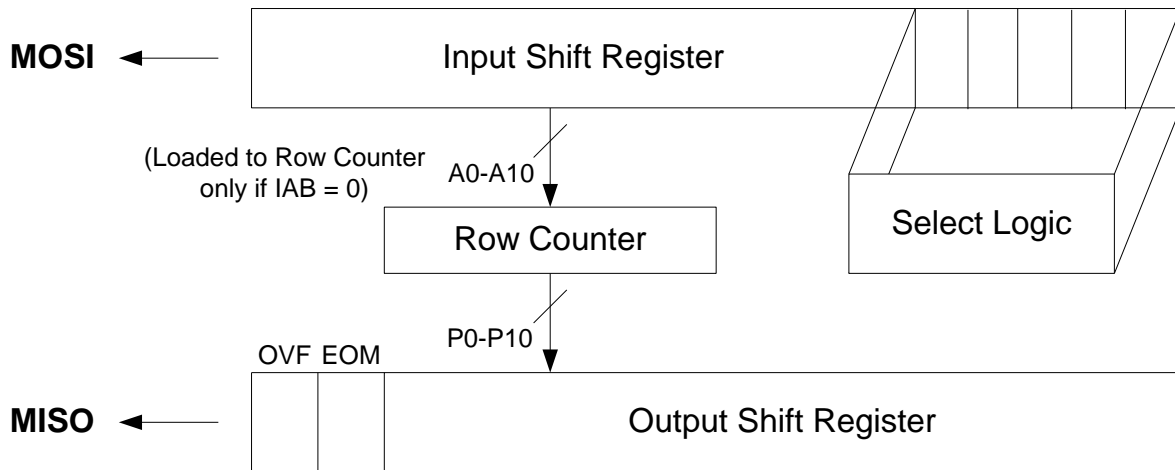 MOSI
Input Shift Register
(Loaded to Row Counter
only if IAB = 0)
A0-A10
Row Counter
Select Logic
P0-P10
OVF EOM
MISO
Output Shift Register